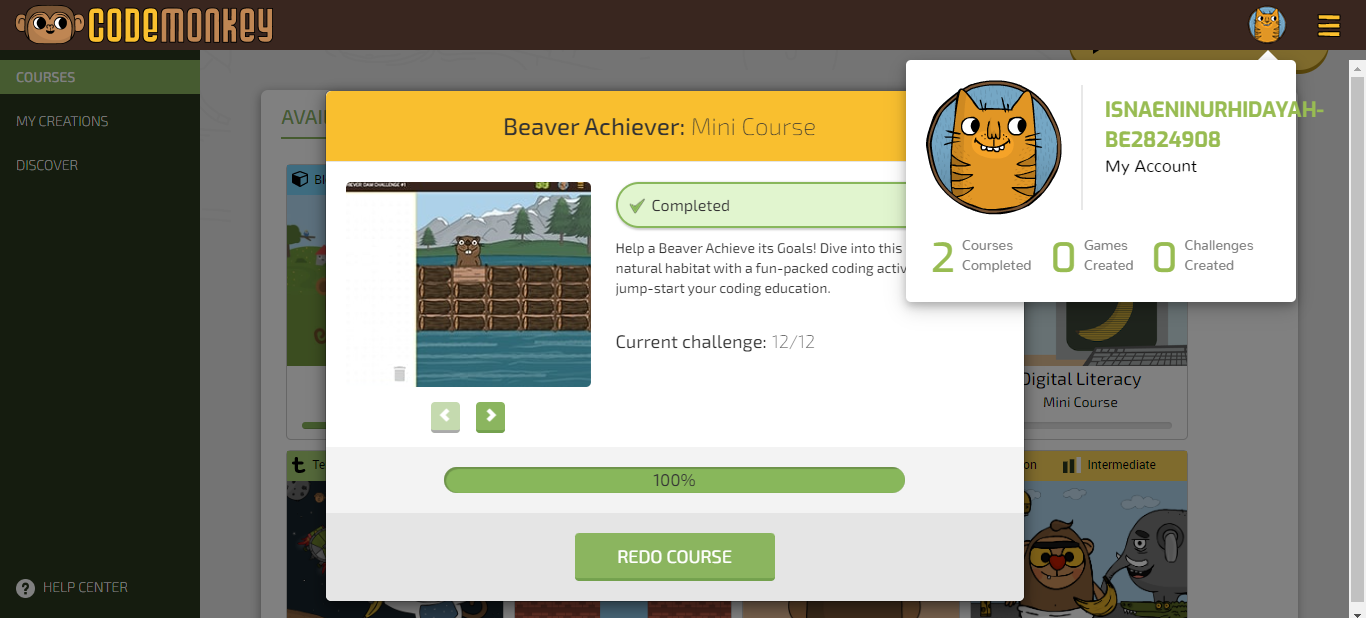 CODEMONKEY
COURSES
MY CREATIONS
DISCOVER
HELP CENTER
Beaver Achiever: Mini Course
DAM CHALLENGE #1
Completed
Help a Beaver Achieve its Goals! Dive into this
natural habitat with a fun-packed coding
jump-start your coding education.
Current challenge: 12/12
100%
REDO COURSE
ISNAENINURHIDAYAH-
BE2824908
My Account
2 Courses
Completed
0 Games
Created
0 Challenges
Created
Digital Literacy
Mini Course
Intermediate